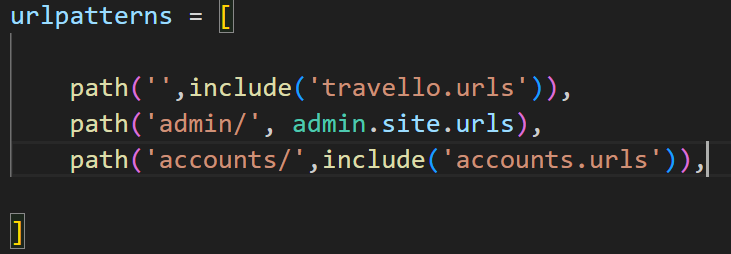 urlpatterns = [
path('',include('travello.urls')),
path('admin/', admin.site.urls),
path('accounts/',include('accounts.urls')),
]